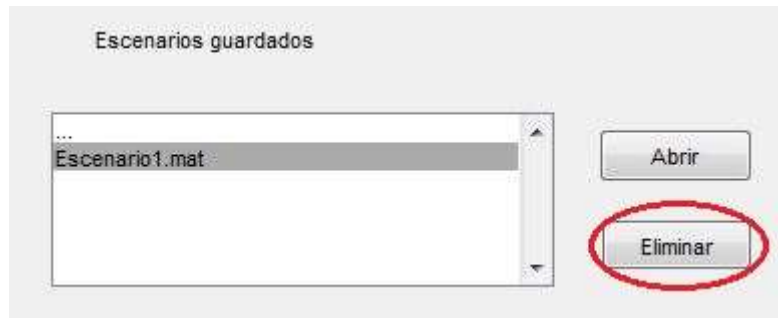 Escenarios guardados
...
Escenario1.mat
Abrir
Eliminar